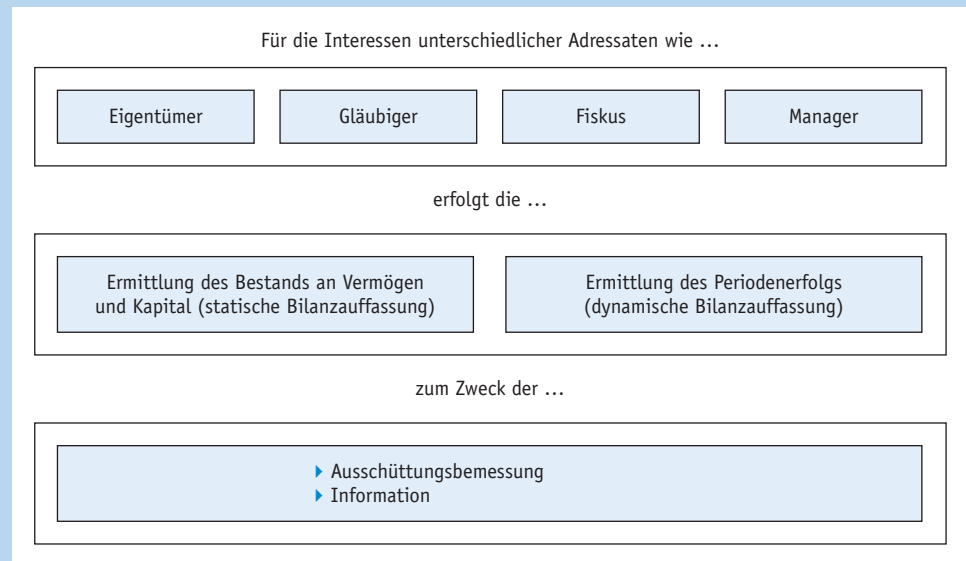 Für die Interessen unterschiedlicher Adressaten wie …
Eigentümer
Gläubiger
Fiskus
Manager
erfolgt die …
Ermittlung des Bestands an Vermögen
und Kapital (statische Bilanzauffassung)
Ermittlung des Periodenerfolgs
(dynamische Bilanzauffassung)
zum Zweck der …
Ausschüttungsbemessung
Information